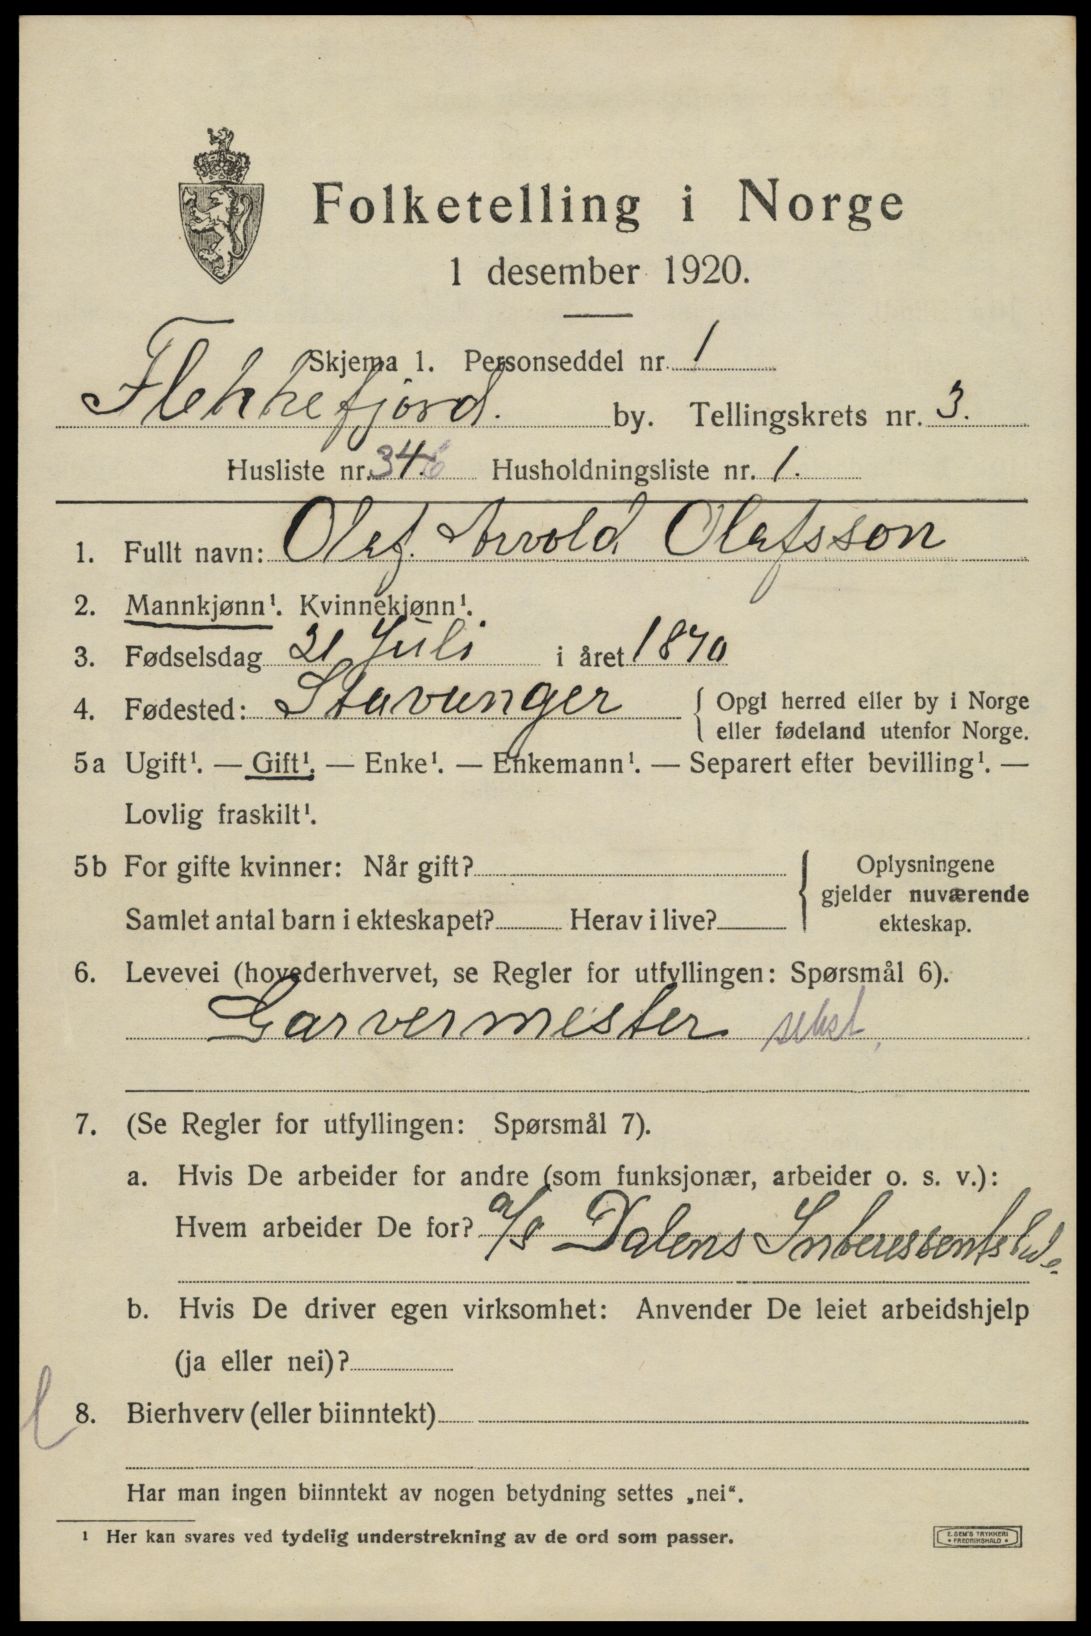 Folketelling i Norge
1 desember 1920.
Skjema 1. Personseddel nr. 1
Flekkefjord. by. Tellingskrets nr. 3.
Husliste nr. 346 Husholdningsliste nr. 1.
1. Fullt navn: Olaf Arvold Olafsson
2. Mannkjønn¹. Kvinnekjønn¹.
3. Fødselsdag 21 Juli i året 1870
4. Fødested: Stavanger { Opgi herred eller by i Norge
eller fødeland utenfor Norge.
5a Ugift¹. — Gift¹. — Enke¹. — Enkemann¹. — Separert efter bevilling¹. —
Lovlig fraskilt¹.
5b For gifte kvinner: Når gift? { Oplysningene
gjelder nuværende
Samlet antal barn i ekteskapet? Herav i live? ekteskap.
6. Levevei (hovederhvervet, se Regler for utfyllingen: Spørsmål 6).
Garvermester selvst.
7. (Se Regler for utfyllingen: Spørsmål 7).
a. Hvis De arbeider for andre (som funksjonær, arbeider o. s. v.):
Hvem arbeider De for? A/S Dalens
b. Hvis De driver egen virksomhet: Anvender De leiet arbeidshjelp
(ja eller nei)?
8. Bierhverv (eller biinntekt)
Har man ingen biinntekt av nogen betydning settes „nei“.
¹ Her kan svares ved tydelig understrekning av de ord som passer.
E. SEM'S TRYKKERI
FREDRIKSHALD